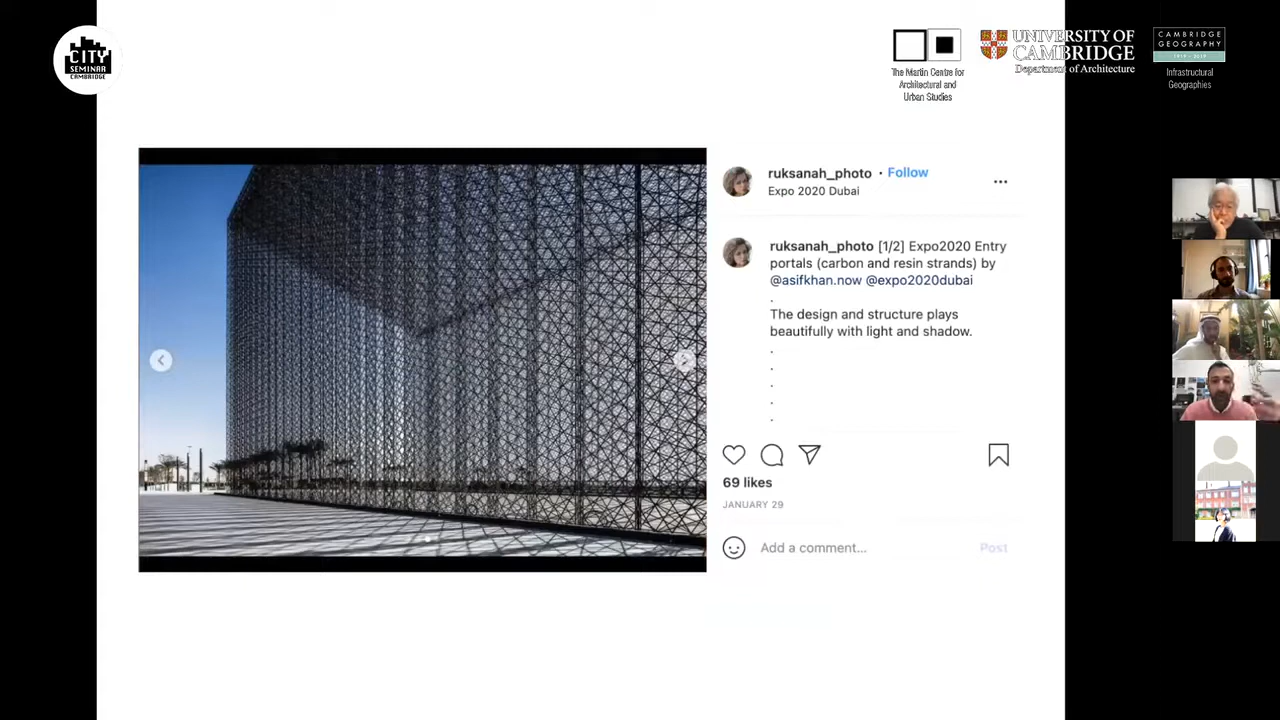 CITY
SEMINAR
CAMBRIDGE
The Martin Centre for
Architectural and
Urban Studies
UNIVERSITY OF
CAMBRIDGE
Department of Architecture
CAMBRIDGE
GEOGRAPHY
1919 - 2019
Infrastructural
Geographies
ruksanah_photo · Follow
Expo 2020 Dubai
ruksanah_photo [1/2] Expo2020 Entry
portals (carbon and resin strands) by
@asifkhan.now @expo2020dubai
.
The design and structure plays
beautifully with light and shadow.
.
.
.
.
.
69 likes
JANUARY 29
Add a comment...
Post